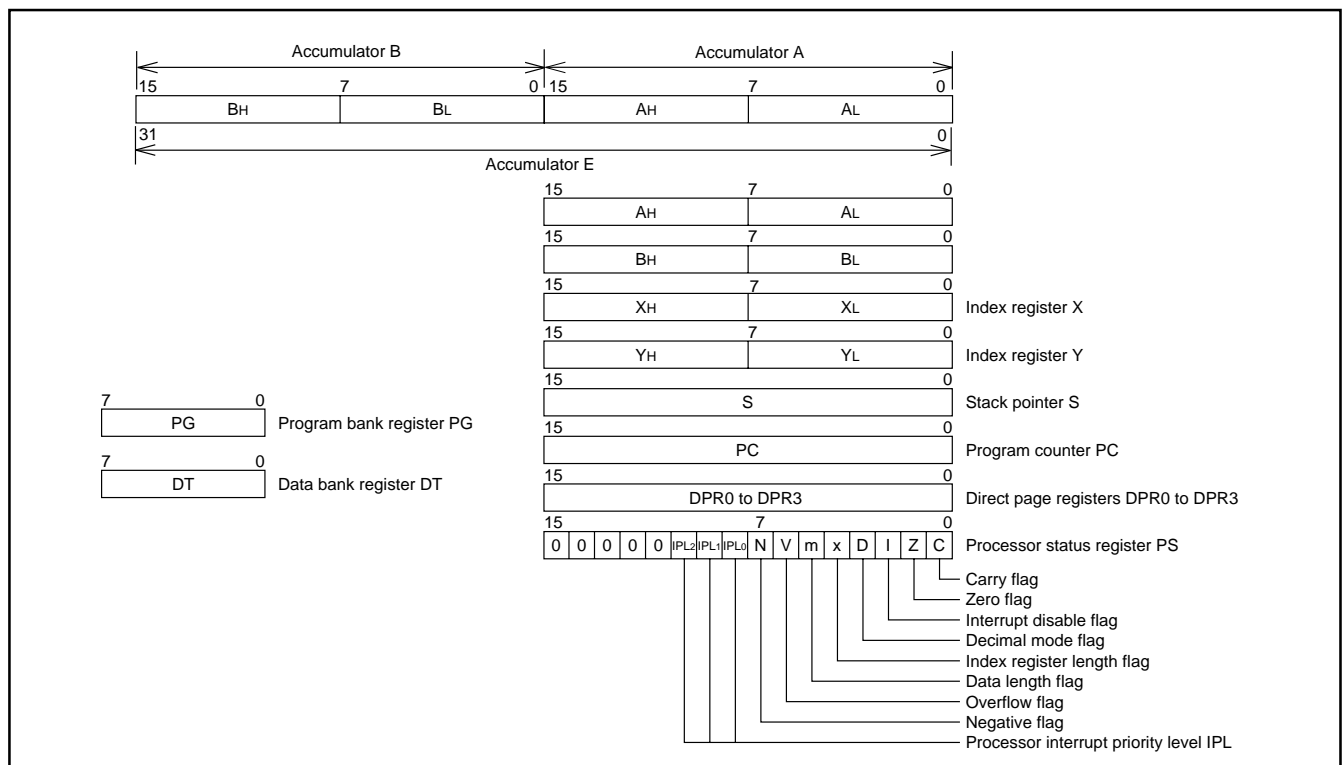 Accumulator B Accumulator A
15 7 0 15 7 0
BH BL AH AL
31 0
Accumulator E
15 7 0
AH AL
15 7 0
BH BL
15 7 0
XH XL Index register X
15 7 0
YH YL Index register Y
15 0
S Stack pointer S
7 0
PG Program bank register PG
15 0
PC Program counter PC
7 0
DT Data bank register DT
15 0
DPR0 to DPR3 Direct page registers DPR0 to DPR3
15 7 0
0 0 0 0 0 IPL2 IPL1 IPL0 N V m x D I Z C Processor status register PS
Carry flag
Zero flag
Interrupt disable flag
Decimal mode flag
Index register length flag
Data length flag
Overflow flag
Negative flag
Processor interrupt priority level IPL